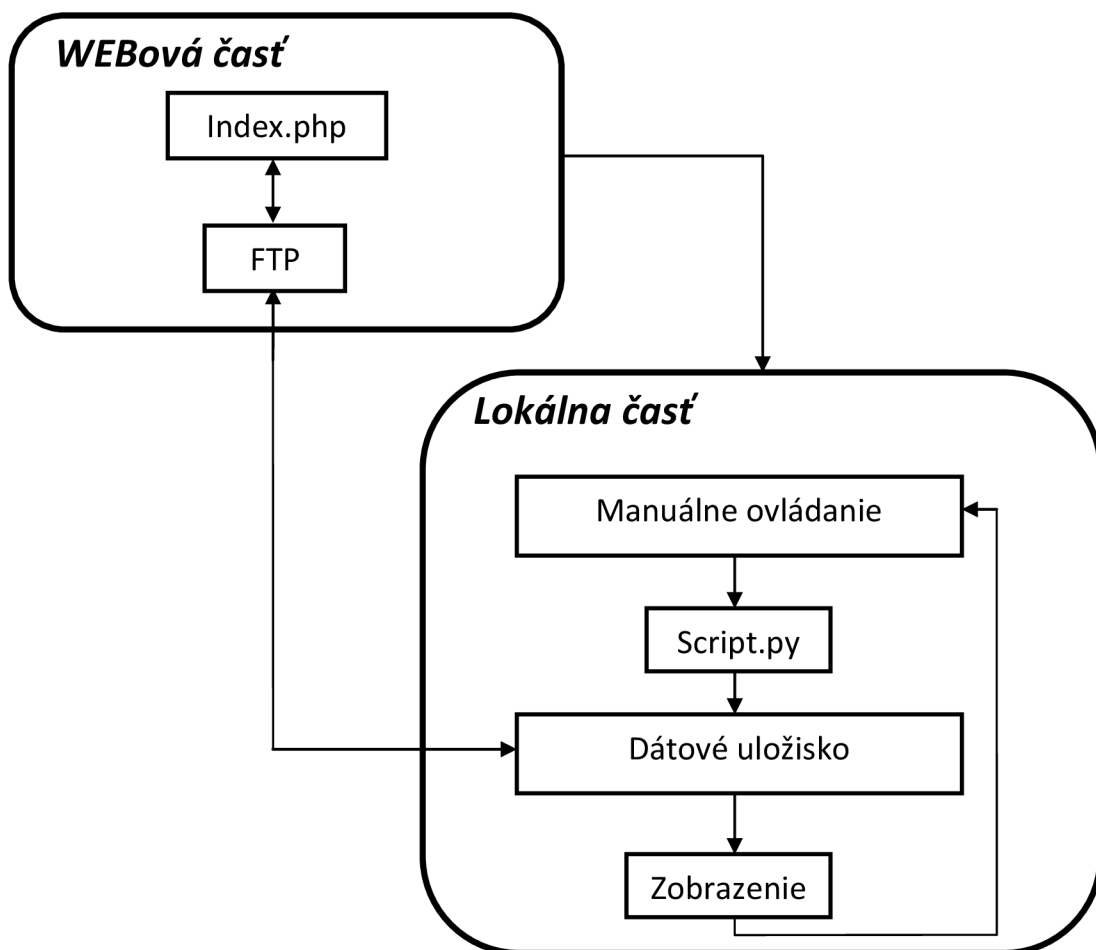 WEBová časť
Index.php
FTP
Lokálna časť
Manuálne ovládanie
Script.py
Dátové uložisko
Zobrazenie